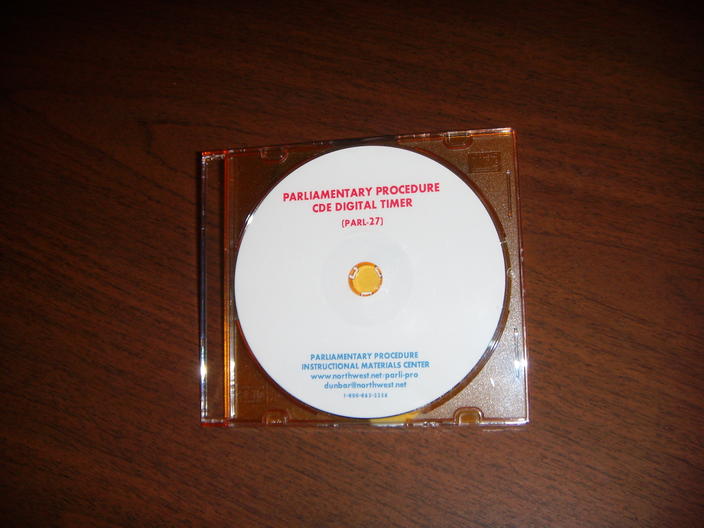 PARLIAMENTARY PROCEDURE
CDE DIGITAL TIMER
(PARL-27)
PARLIAMENTARY PROCEDURE
INSTRUCTIONAL MATERIALS CENTER
www.northwest.net/parli-pro
dunbar@northwest.net